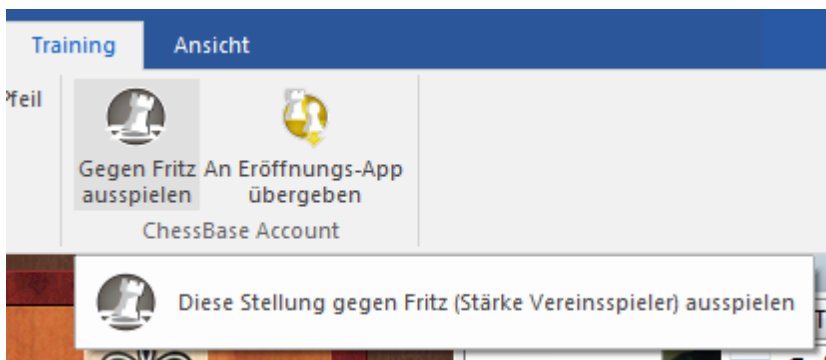 Training Ansicht
Pfeil
Gegen Fritz An Eröffnungs-App
ausspielen übergeben
ChessBase Account
Diese Stellung gegen Fritz (Stärke Vereinsspieler) ausspielen
T